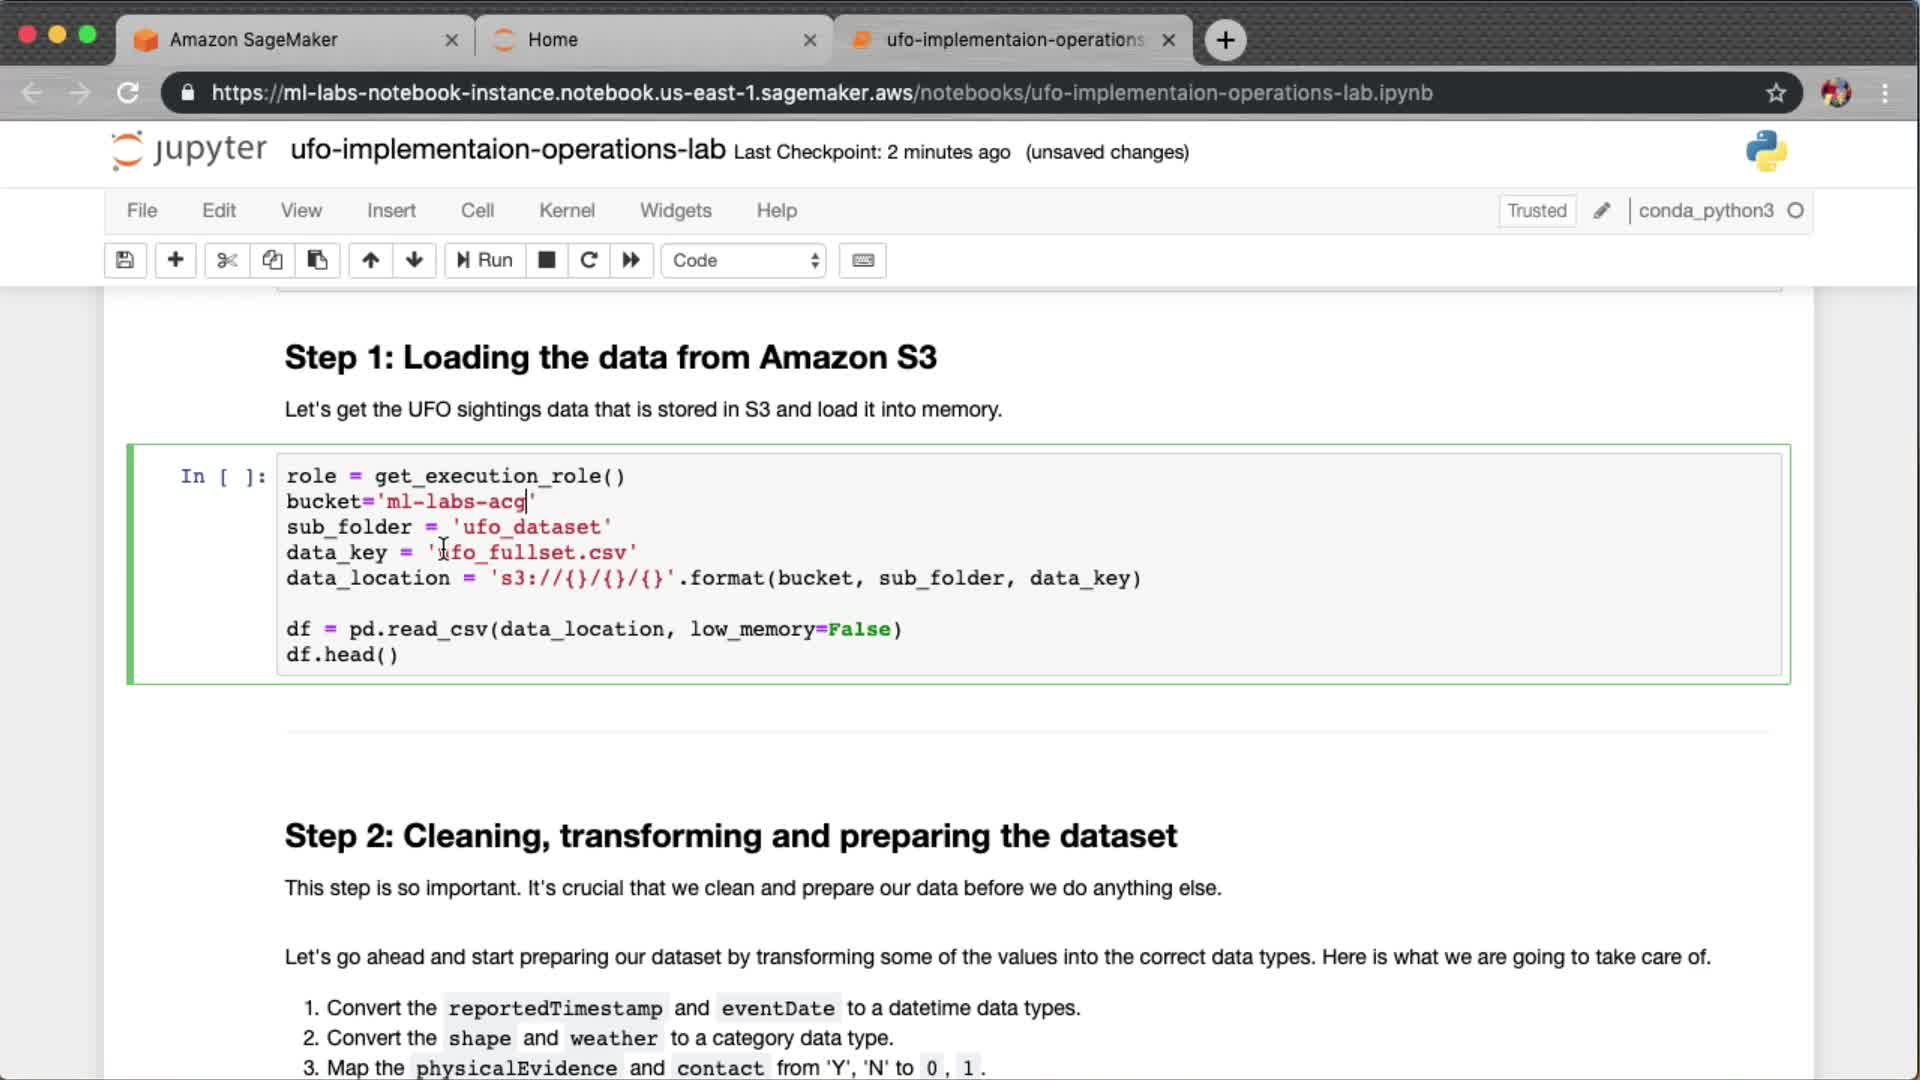 Amazon SageMaker
Home
ufo-implementaion-operations
https://ml-labs-notebook-instance.notebook.us-east-1.sagemaker.aws/notebooks/ufo-implementaion-operations-lab.ipynb
jupyter ufo-implementaion-operations-lab Last Checkpoint: 2 minutes ago (unsaved changes)
File Edit View Insert Cell Kernel Widgets Help Trusted conda_python3
Run Code
Step 1: Loading the data from Amazon S3
Let's get the UFO sightings data that is stored in S3 and load it into memory.
In [ ]: role = get_execution_role()
bucket='ml-labs-acg'
sub_folder = 'ufo_dataset'
data_key = 'ufo_fullset.csv'
data_location = 's3://{}/{}/{}'.format(bucket, sub_folder, data_key)
df = pd.read_csv(data_location, low_memory=False)
df.head()
Step 2: Cleaning, transforming and preparing the dataset
This step is so important. It's crucial that we clean and prepare our data before we do anything else.
Let's go ahead and start preparing our dataset by transforming some of the values into the correct data types. Here is what we are going to take care of.
1. Convert the reportedTimestamp and eventDate to a datetime data types.
2. Convert the shape and weather to a category data type.
3. Map the physicalEvidence and contact from 'Y', 'N' to 0, 1.